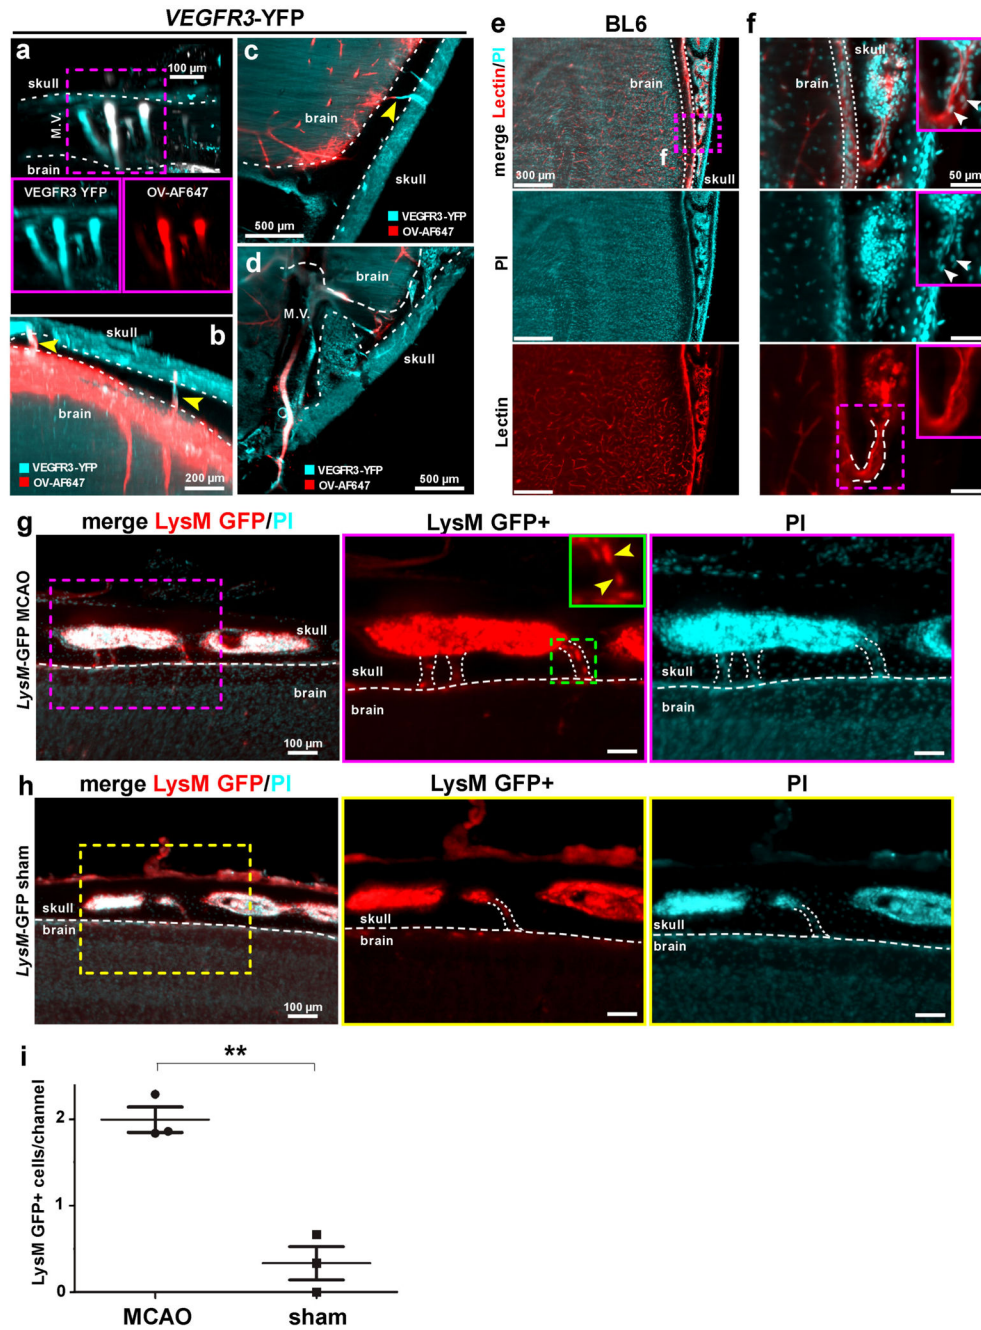 VEGFR3-YFP
a
100 µm
skull
M.V.
brain
VEGFR3 YFP
OV-AF647
b
skull
brain
VEGFR3-YFP
OV-AF647
200 µm
c
brain
skull
500 µm
VEGFR3-YFP
OV-AF647
d
brain
M.V.
skull
VEGFR3-YFP
OV-AF647
500 µm
BL6
e
merge Lectin/PI
brain
f
skull
300 µm
PI
Lectin
f
skull
brain
50 µm
merge LysM GFP/PI
LysM GFP+
PI
g
LysM-GFP MCAO
skull
brain
100 µm
skull
brain
skull
brain
merge LysM GFP/PI
LysM GFP+
PI
h
LysM-GFP sham
skull
brain
100 µm
skull
brain
skull
brain
i
**
LysM GFP+ cells/channel
2
1
0
MCAO
sham